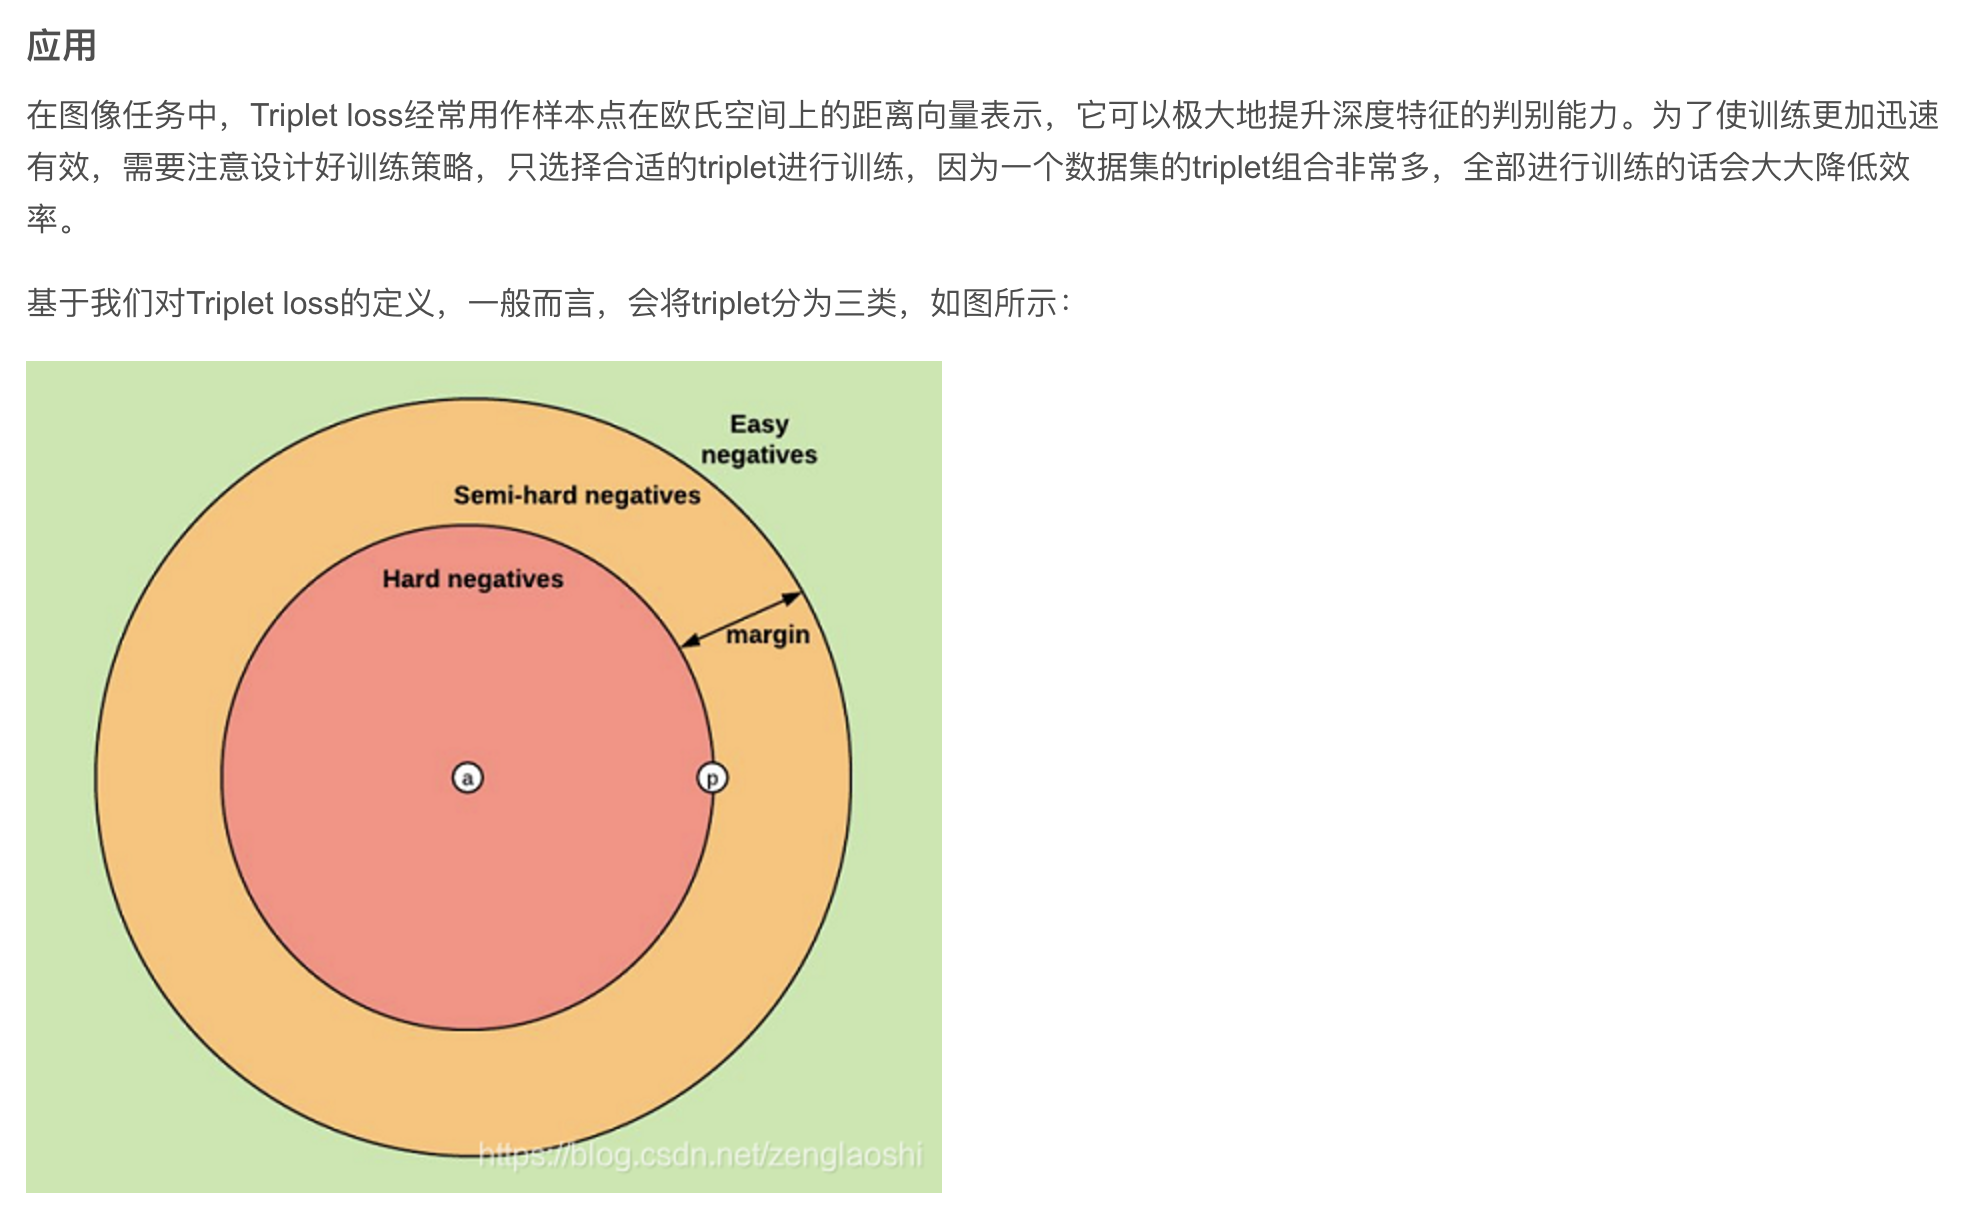 应用
在图像任务中，Triplet loss经常用作样本点在欧氏空间上的距离向量表示，它可以极大地提升深度特征的判别能力。为了使训练更加迅速
有效，需要注意设计好训练策略，只选择合适的triplet进行训练，因为一个数据集的triplet组合非常多，全部进行训练的话会大大降低效
率。
基于我们对Triplet loss的定义，一般而言，会将triplet分为三类，如图所示：
Easy
negatives
Semi-hard negatives
Hard negatives
margin
a
p
https://blog.csdn.net/zenglaoshi